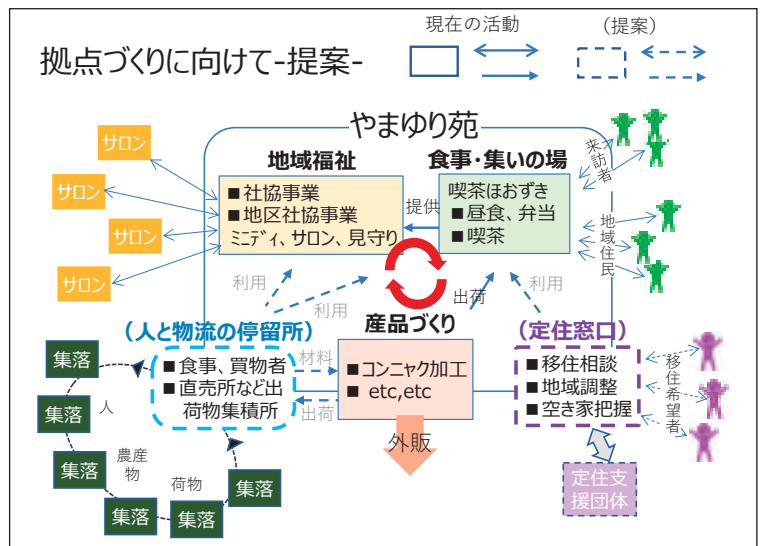 現在の活動
（提案）
拠点づくりに向けて-提案-
やまゆり苑
サロン
サロン
サロン
サロン
地域福祉
■社協事業
■地区社協事業
ミニディ、サロン、見守り
提供
食事・集いの場
喫茶ほおずき
■昼食、弁当
■喫茶
来訪者
地域住民
利用
利用
出荷
利用
（人と物流の停留所）
■食事、買物者
■直売所など出
荷物集積所
材料
出荷
産品づくり
■コンニャク加工
■ etc,etc
外販
（定住窓口）
■移住相談
■地域調整
■空き家把握
移住希望者
定住支
援団体
集落
集落
集落
集落
集落
集落
集落
人
農産
物
荷物